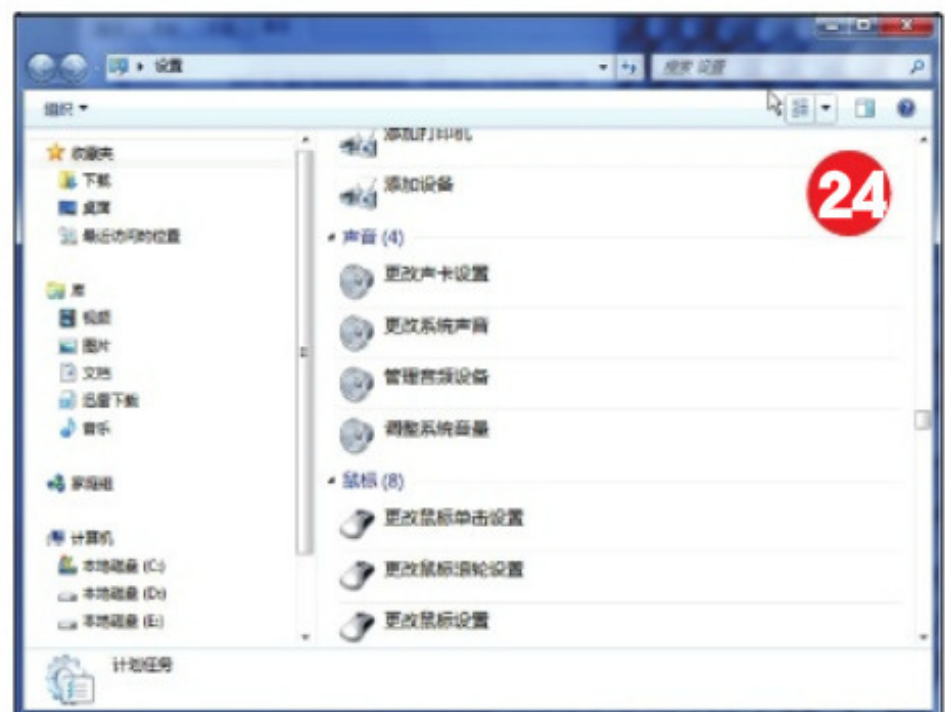 设置
搜索 设置
组织
收藏夹
下载
桌面
最近访问的位置
库
视频
图片
文档
迅雷下载
音乐
家庭组
计算机
本地磁盘 (C:)
本地磁盘 (D:)
本地磁盘 (E:)
添加打印机
添加设备
24
声音 (4)
更改声卡设置
更改系统声音
管理音频设备
调整系统音量
鼠标 (8)
更改鼠标单击设置
更改鼠标滚轮设置
更改鼠标设置
计划任务